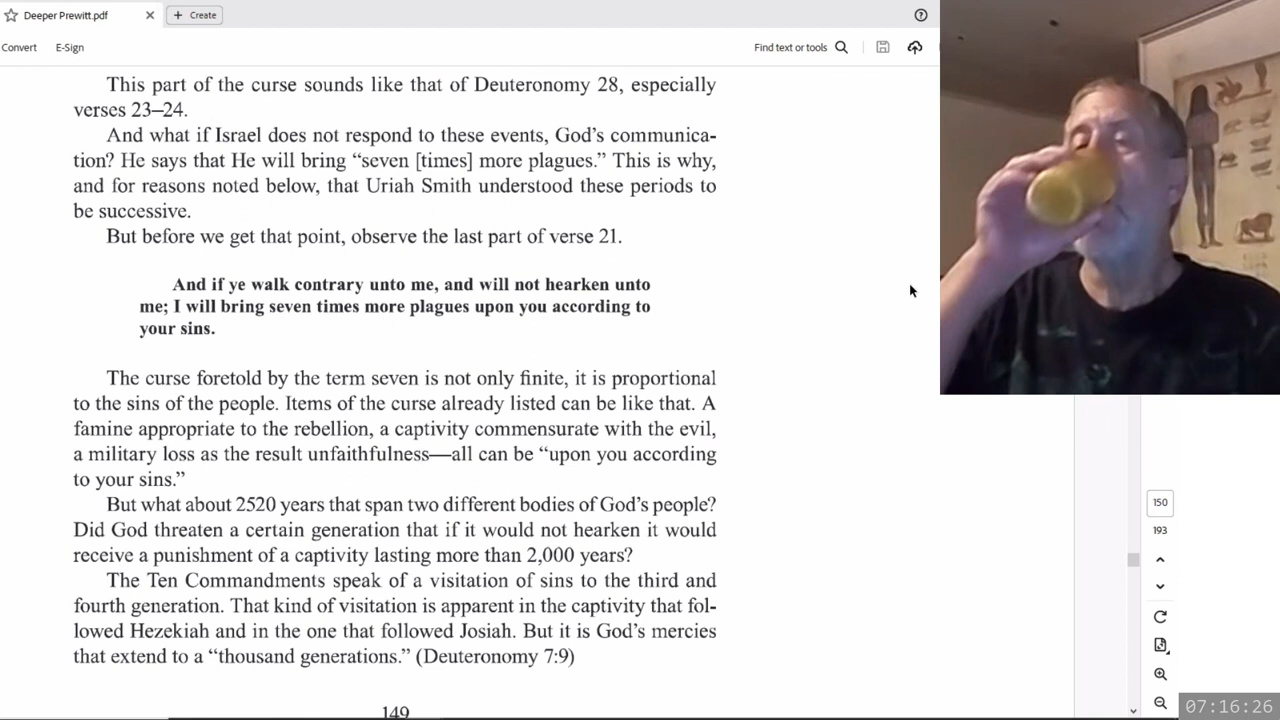 Deeper Prewitt.pdf
Create
Convert
E-Sign
Find text or tools
This part of the curse sounds like that of Deuteronomy 28, especially
verses 23–24.
And what if Israel does not respond to these events, God’s communica-
tion? He says that He will bring “seven [times] more plagues.” This is why,
and for reasons noted below, that Uriah Smith understood these periods to
be successive.
But before we get that point, observe the last part of verse 21.
And if ye walk contrary unto me, and will not hearken unto
me; I will bring seven times more plagues upon you according to
your sins.
The curse foretold by the term seven is not only finite, it is proportional
to the sins of the people. Items of the curse already listed can be like that. A
famine appropriate to the rebellion, a captivity commensurate with the evil,
a military loss as the result unfaithfulness—all can be “upon you according
to your sins.”
But what about 2520 years that span two different bodies of God’s people?
Did God threaten a certain generation that if it would not hearken it would
receive a punishment of a captivity lasting more than 2,000 years?
The Ten Commandments speak of a visitation of sins to the third and
fourth generation. That kind of visitation is apparent in the captivity that fol-
lowed Hezekiah and in the one that followed Josiah. But it is God’s mercies
that extend to a “thousand generations.” (Deuteronomy 7:9)
149
150
193
07:16:26